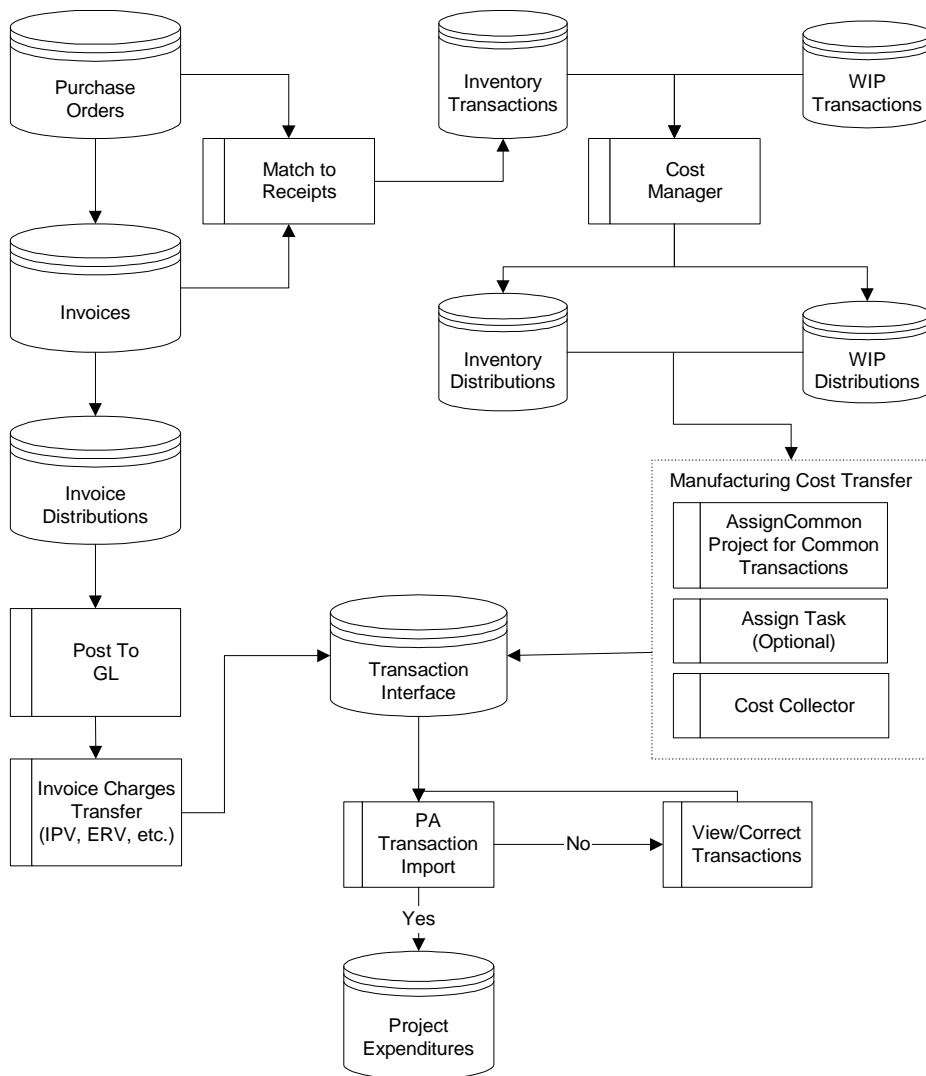 Purchase
Orders
Inventory
Transactions
WIP
Transactions
Match to
Receipts
Cost
Manager
Invoices
Inventory
Distributions
WIP
Distributions
Invoice
Distributions
Manufacturing Cost Transfer
AssignCommon
Project for Common
Transactions
Assign Task
(Optional)
Cost Collector
Post To
GL
Transaction
Interface
Invoice Charges
Transfer
(IPV, ERV, etc.)
PA
Transaction
Import
No
View/Correct
Transactions
Yes
Project
Expenditures